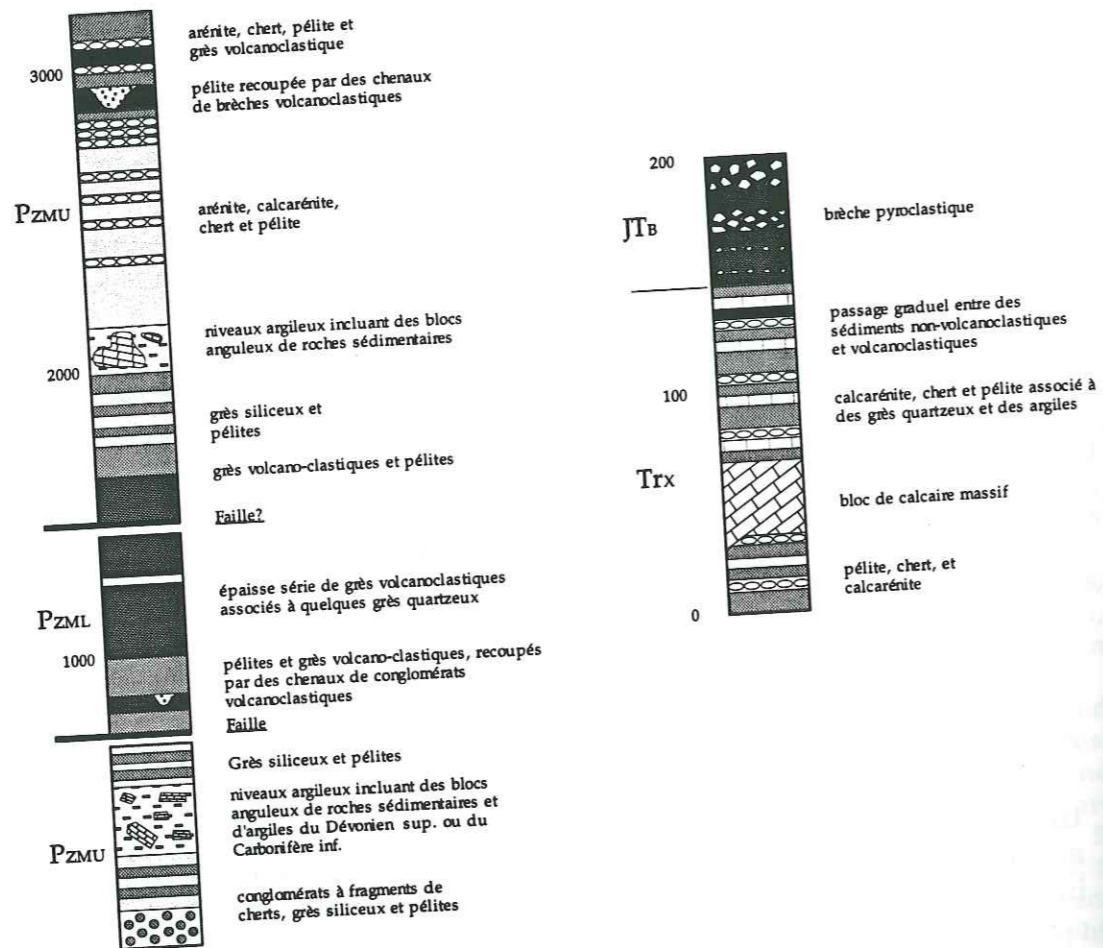 arénite, chert, pélite et
grès volcanoclastique
3000
pélite recoupée par des chenaux
de brèches volcanoclastiques
PZMU
arénite, calcarénite,
chert et pélite
niveaux argileux incluant des blocs
anguleux de roches sédimentaires
2000
grès siliceux et
pélites
grès volcano-clastiques et pélites
Faille?
PZML
épaisse série de grès volcanoclastiques
associés à quelques grès quartzeux
1000
pélites et grès volcano-clastiques, recoupés
par des chenaux de conglomérats
volcanoclastiques
Faille
Grès siliceux et pélites
niveaux argileux incluant des blocs
anguleux de roches sédimentaires et
d'argiles du Dévonien sup. ou du
Carbonifère inf.
PZMU
conglomérats à fragments de
cherts, grès siliceux et pélites
200
JTB
brèche pyroclastique
passage graduel entre des
sédiments non-volcanoclastiques
et volcanoclastiques
100
calcarénite, chert et pélite associé à
des grès quartzeux et des argiles
TRX
bloc de calcaire massif
pélite, chert, et
calcarénite
0